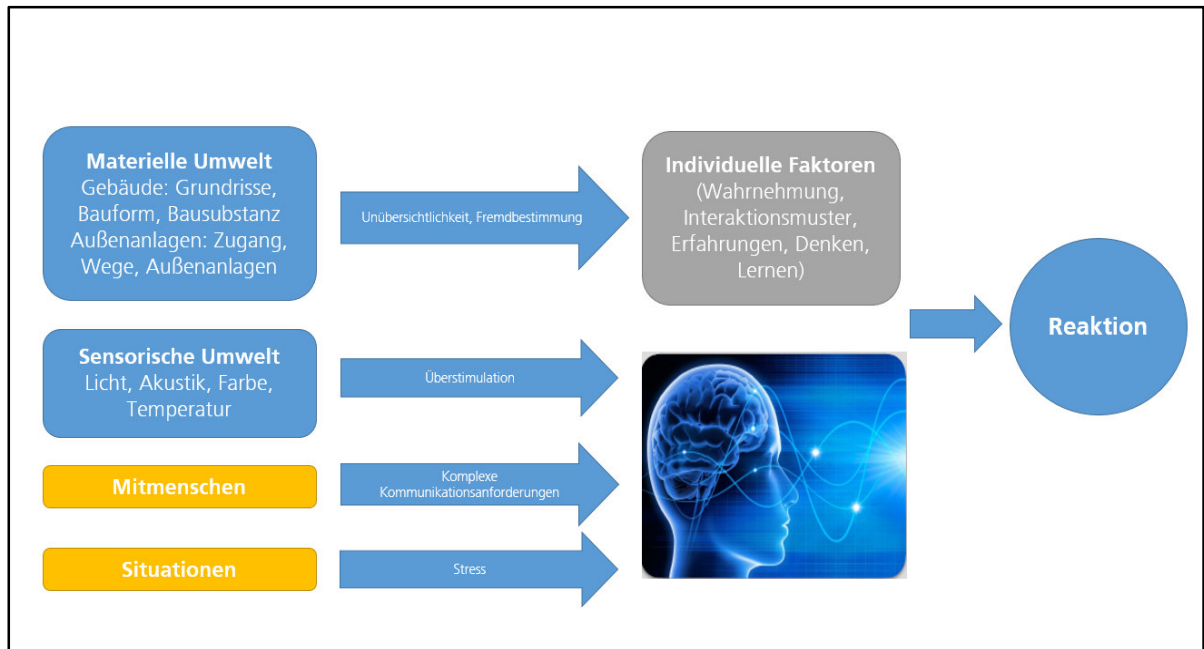 Materielle Umwelt
Gebäude: Grundrisse,
Bauform, Bausubstanz
Außenanlagen: Zugang,
Wege, Außenanlagen
Unübersichtlichkeit, Fremdbestimmung
Individuelle Faktoren
(Wahrnehmung,
Interaktionsmuster,
Erfahrungen, Denken,
Lernen)
Reaktion
Sensorische Umwelt
Licht, Akustik, Farbe,
Temperatur
Überstimulation
Mitmenschen
Komplexe
Kommunikationsanforderungen
Situationen
Stress